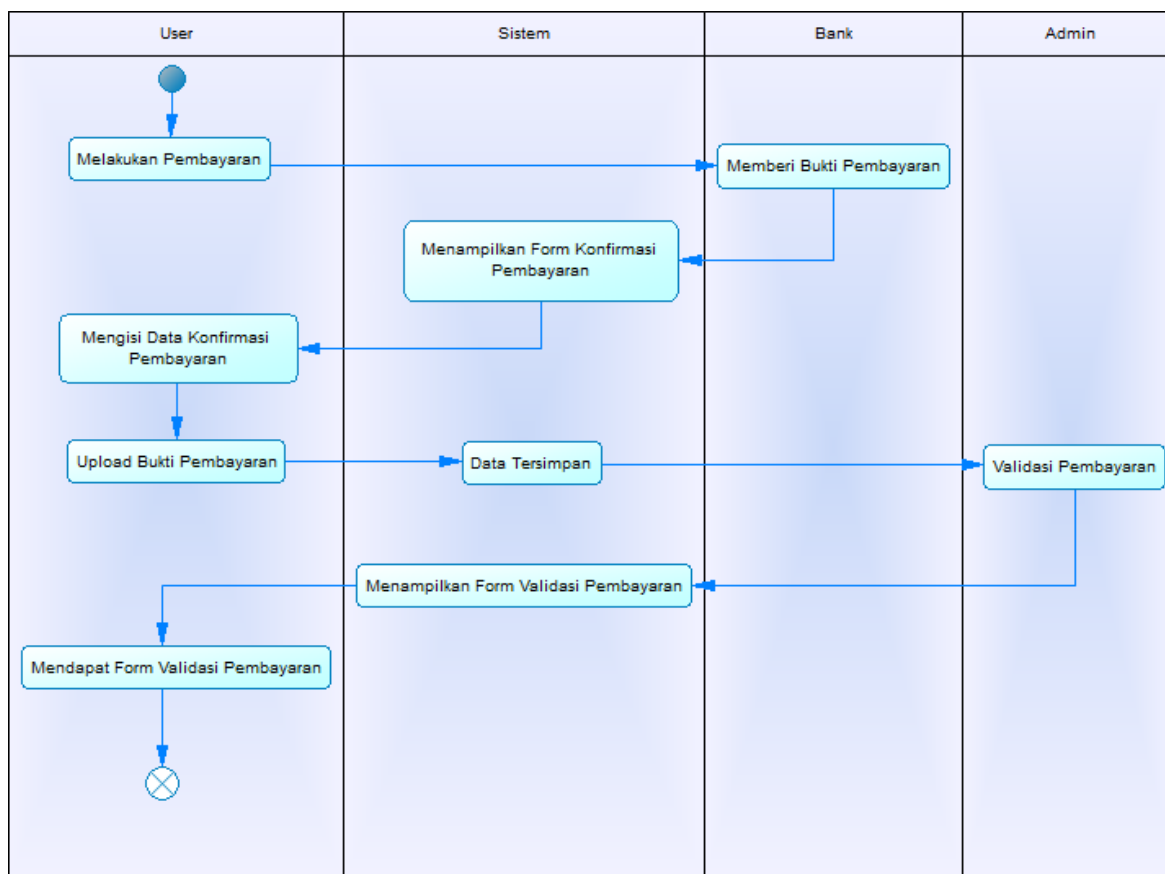 User
Sistem
Bank
Admin
Melakukan Pembayaran
Memberi Bukti Pembayaran
Menampilkan Form Konfirmasi
Pembayaran
Mengisi Data Konfirmasi
Pembayaran
Upload Bukti Pembayaran
Data Tersimpan
Validasi Pembayaran
Menampilkan Form Validasi Pembayaran
Mendapat Form Validasi Pembayaran